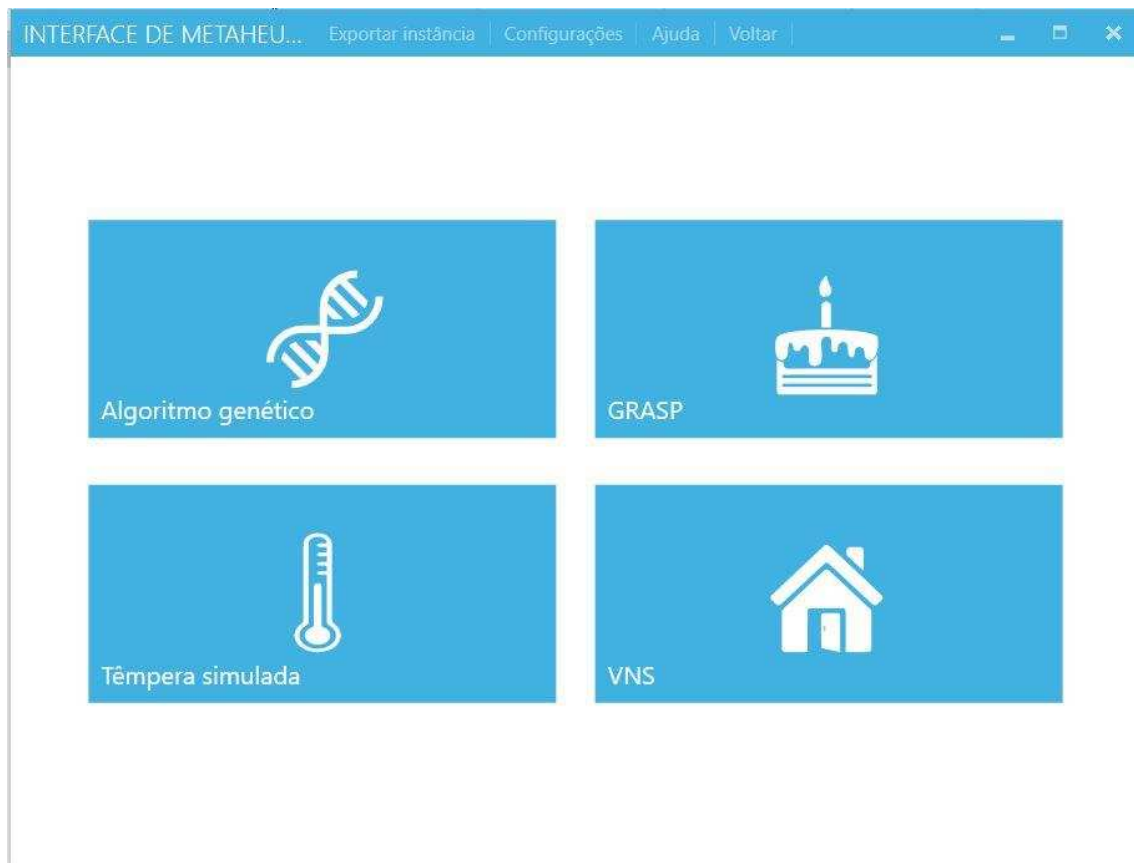 INTERFACE DE METAHEU... Exportar instância Configurações Ajuda Voltar
Algoritmo genético
GRASP
Têmpera simulada
VNS